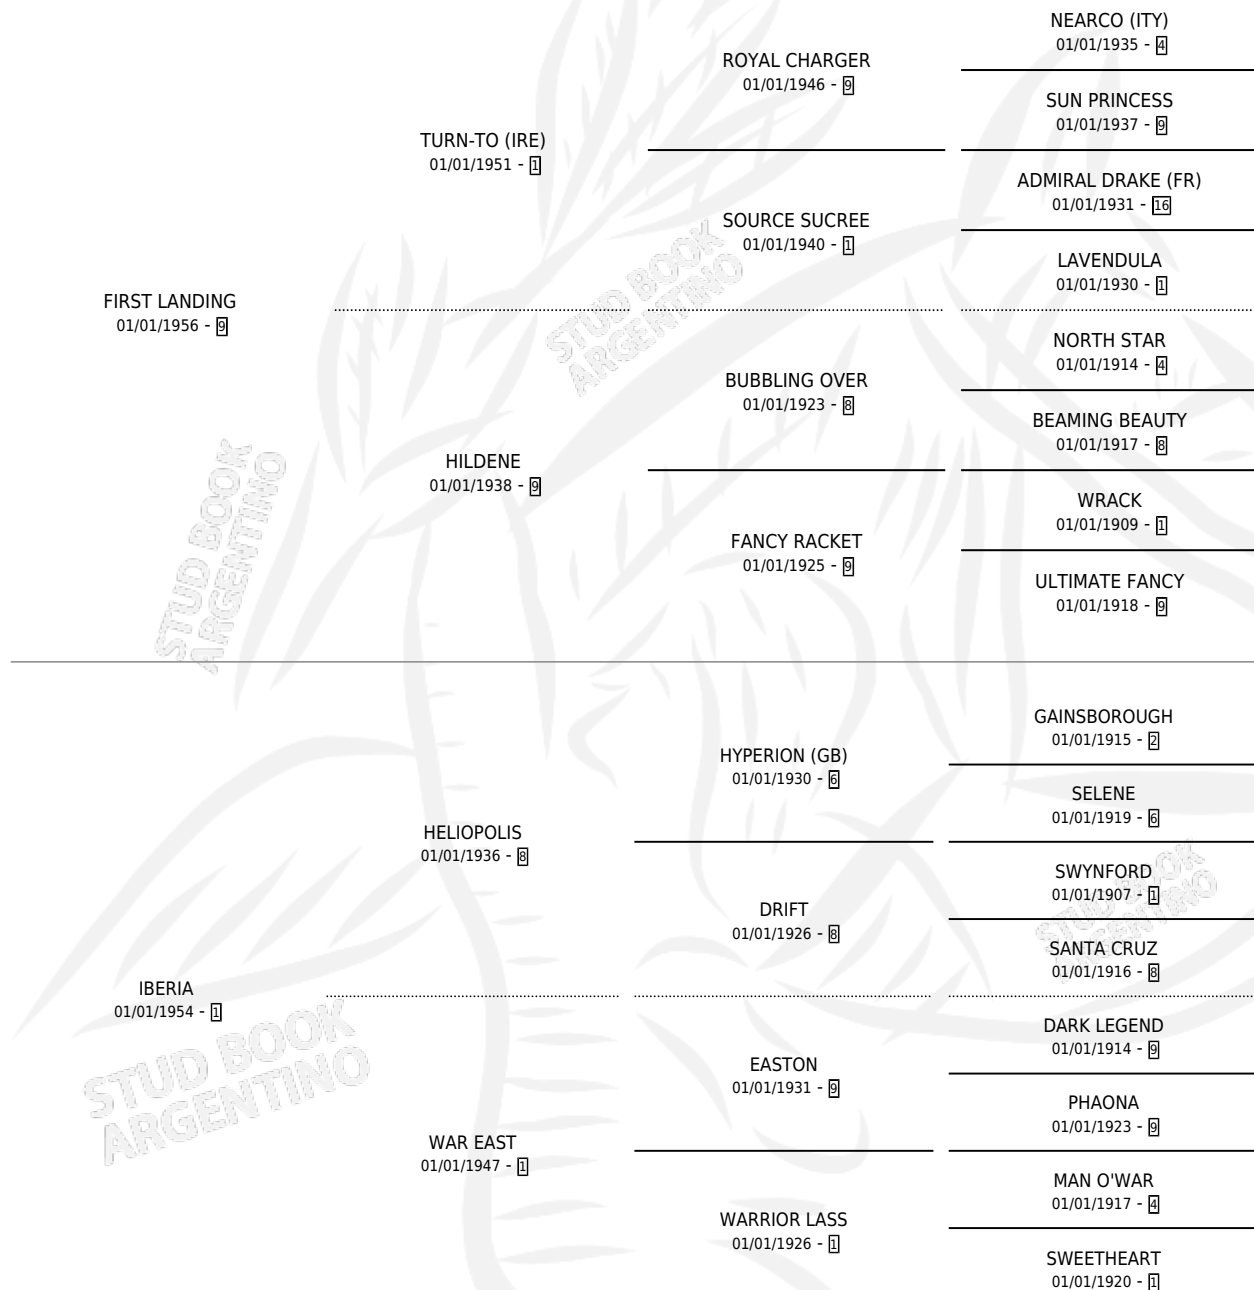 NEARCO (ITY)
01/01/1935 - 4
ROYAL CHARGER
01/01/1946 - 9
SUN PRINCESS
01/01/1937 - 9
TURN-TO (IRE)
01/01/1951 - 1
ADMIRAL DRAKE (FR)
01/01/1931 - 16
SOURCE SUCREE
01/01/1940 - 1
LAVENDULA
01/01/1930 - 1
FIRST LANDING
01/01/1956 - 9
NORTH STAR
01/01/1914 - 4
BUBBLING OVER
01/01/1923 - 8
BEAMING BEAUTY
01/01/1917 - 8
HILDENE
01/01/1938 - 9
WRACK
01/01/1909 - 1
FANCY RACKET
01/01/1925 - 9
ULTIMATE FANCY
01/01/1918 - 9
GAINSBOROUGH
01/01/1915 - 2
HYPERION (GB)
01/01/1930 - 6
SELENE
01/01/1919 - 6
HELIOPOLIS
01/01/1936 - 8
SWYNFORD
01/01/1907 - 1
DRIFT
01/01/1926 - 8
SANTA CRUZ
01/01/1916 - 8
IBERIA
01/01/1954 - 1
DARK LEGEND
01/01/1914 - 9
EASTON
01/01/1931 - 9
PHAONA
01/01/1923 - 9
WAR EAST
01/01/1947 - 1
MAN O'WAR
01/01/1917 - 4
WARRIOR LASS
01/01/1926 - 1
SWEETHEART
01/01/1920 - 1
STUD BOOK
ARGENTINO
STUD BOOK
ARGENTINO
STUD BOOK
ARGENTINO
STUD BOOK
ARGENTINO